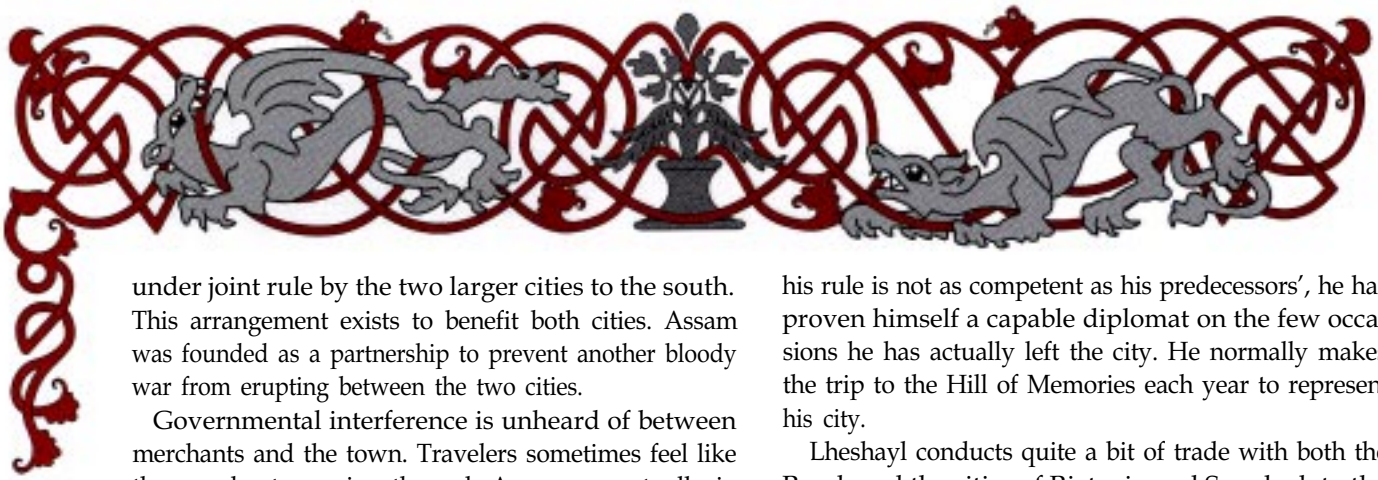 under joint rule by the two larger cities to the south.
This arrangement exists to benefit both cities. Assam
was founded as a partnership to prevent another bloody
war from erupting between the two cities.
Governmental interference is unheard of between
merchants and the town. Travelers sometimes feel like
his rule is not as competent as his predecessors’, he ha
proven himself a capable diplomat on the few occa
sions he has actually left the city. He normally make
the trip to the Hill of Memories each year to represen
his city.
Lheshayl conducts quite a bit of trade with both the